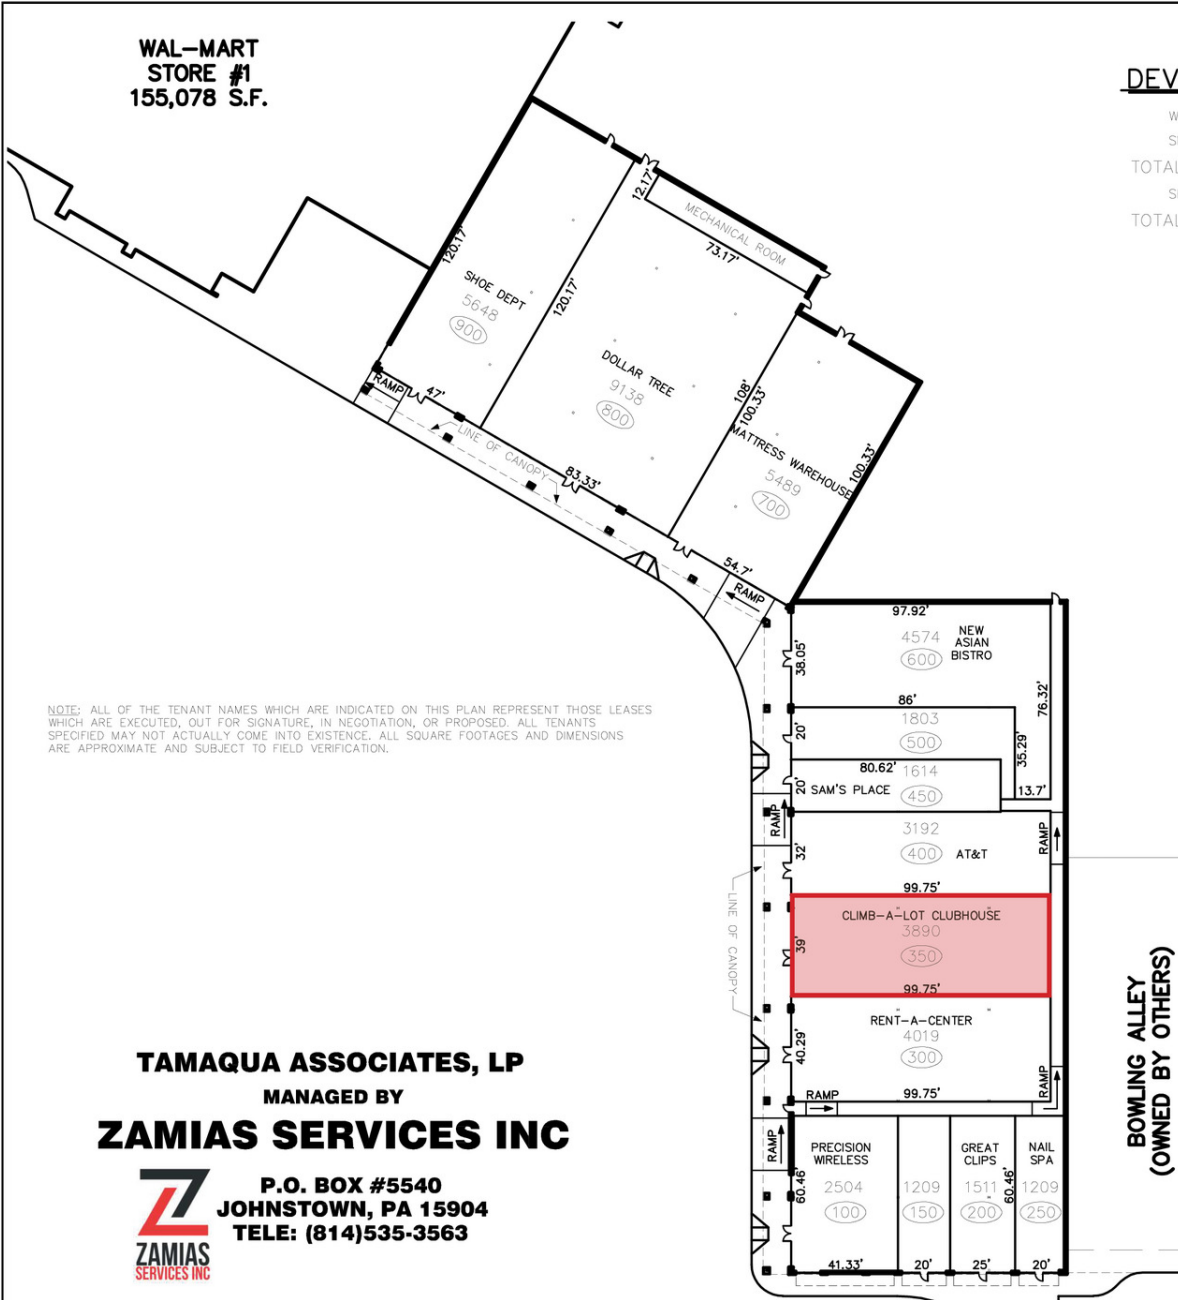 WAL-MART
STORE #1
155,078 S.F.
DEV
W
TOTAL
TOTAL
12.17'
MECHANICAL ROOM
73.17'
120.17'
SHOE DEPT
5648
900
120.17'
DOLLAR TREE
9138
800
108'
100.33'
MATTRESS WAREHOUSE
5489
700
100.33'
RAMP
47'
LINE OF CANOPY
83.33'
54.7'
RAMP
97.92'
4574
600
NEW
ASIAN
BISTRO
38.05'
76.32'
86'
1803
500
20'
35.29'
80.62'
1614
SAM'S PLACE
450
20'
13.7'
RAMP
3192
400
AT&T
32'
RAMP
99.75'
CLIMB-A-LOT CLUBHOUSE
3890
350
39'
99.75'
LINE OF CANOPY
RENT-A-CENTER
4019
300
40.29'
99.75'
RAMP
RAMP
RAMP
PRECISION
WIRELESS
2504
100
60.46'
41.33'
1209
150
20'
GREAT
CLIPS
1511
200
60.46'
25'
NAIL
SPA
1209
250
20'
BOWLING ALLEY
(OWNED BY OTHERS)
NOTE: ALL OF THE TENANT NAMES WHICH ARE INDICATED ON THIS PLAN REPRESENT THOSE LEASES
WHICH ARE EXECUTED, OUT FOR SIGNATURE, IN NEGOTIATION, OR PROPOSED. ALL TENANTS
SPECIFIED MAY NOT ACTUALLY COME INTO EXISTENCE. ALL SQUARE FOOTAGES AND DIMENSIONS
ARE APPROXIMATE AND SUBJECT TO FIELD VERIFICATION.
TAMAQUA ASSOCIATES, LP
MANAGED BY
ZAMIAS SERVICES INC
P.O. BOX #5540
JOHNSTOWN, PA 15904
TELE: (814)535-3563
ZAMIAS
SERVICES INC